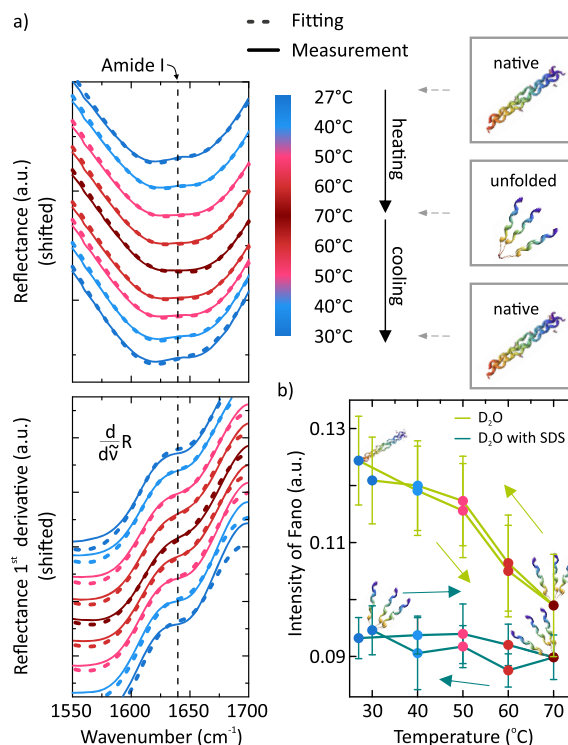 a)
Fitting
Measurement
Amide I
Reflectance (a.u.)
(shifted)
27°C
40°C
50°C
60°C
70°C
60°C
50°C
40°C
30°C
heating
cooling
native
unfolded
native
d
dṽ R
Reflectance 1st derivative (a.u.)
(shifted)
1550 1600 1650 1700
Wavenumber (cm-1)
b)
D2O
D2O with SDS
Intensity of Fano (a.u.)
0.13
0.11
0.09
30 40 50 60 70
Temperature (°C)